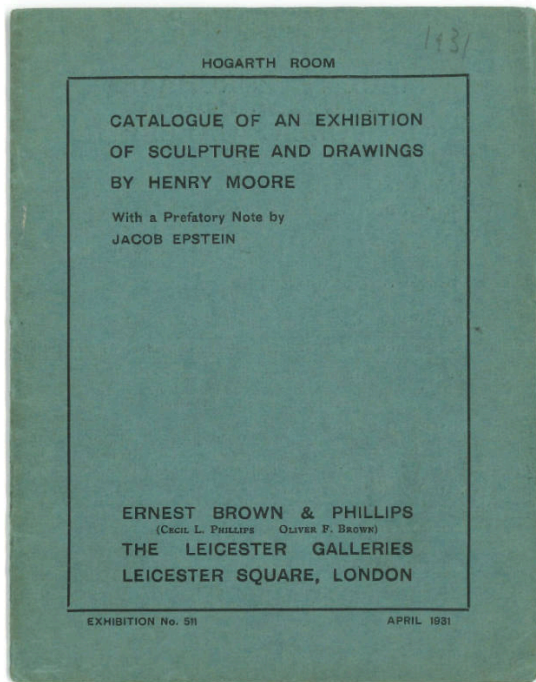 1931
HOGARTH ROOM
CATALOGUE OF AN EXHIBITION
OF SCULPTURE AND DRAWINGS
BY HENRY MOORE
With a Prefatory Note by
JACOB EPSTEIN
ERNEST BROWN & PHILLIPS
(CECIL L. PHILLIPS OLIVER F. BROWN)
THE LEICESTER GALLERIES
LEICESTER SQUARE, LONDON
EXHIBITION No. 511 APRIL 1931